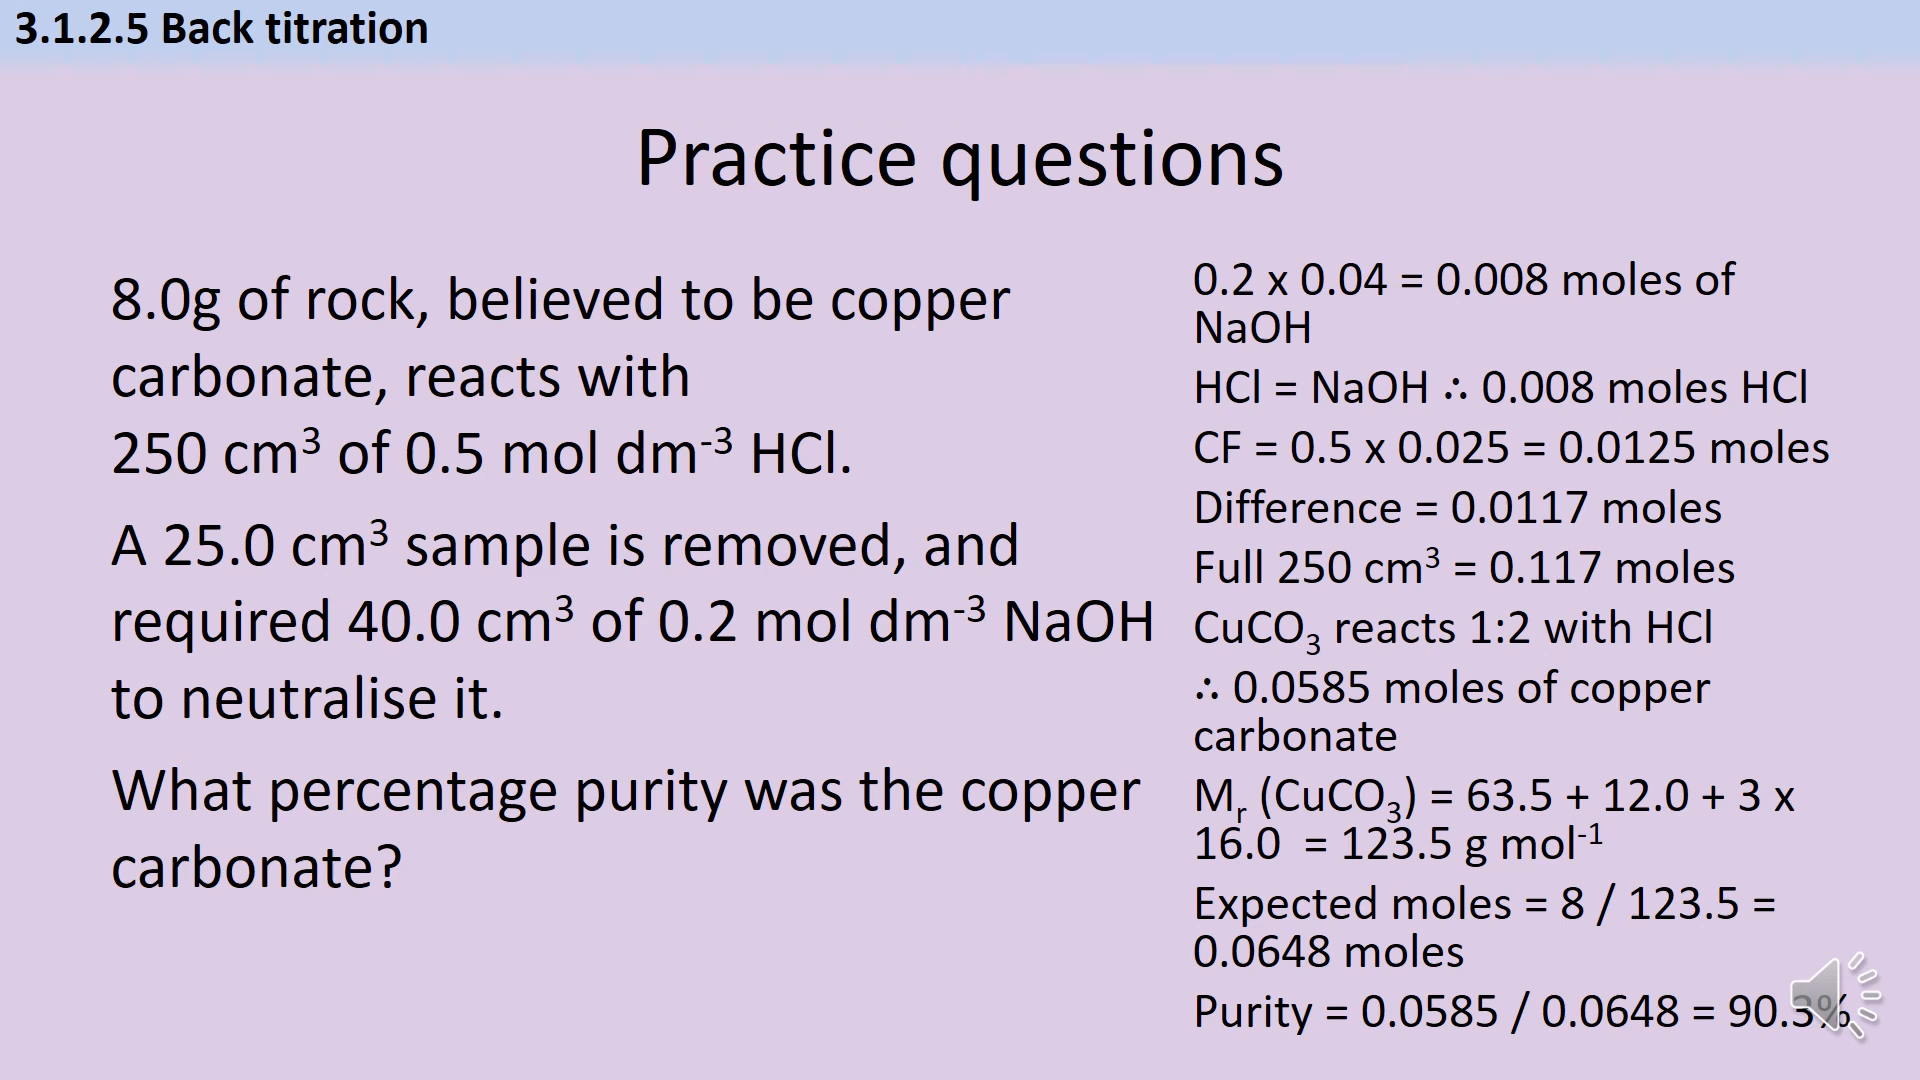 3.1.2.5 Back titration
Practice questions
8.0g of rock, believed to be copper
carbonate, reacts with
250 cm³ of 0.5 mol dm⁻³ HCl.
A 25.0 cm³ sample is removed, and
required 40.0 cm³ of 0.2 mol dm⁻³ NaOH
to neutralise it.
What percentage purity was the copper
carbonate?
0.2 x 0.04 = 0.008 moles of
NaOH
HCl = NaOH ∴ 0.008 moles HCl
CF = 0.5 x 0.025 = 0.0125 moles
Difference = 0.0117 moles
Full 250 cm³ = 0.117 moles
CuCO₃ reacts 1:2 with HCl
∴ 0.0585 moles of copper
carbonate
Mᵣ (CuCO₃) = 63.5 + 12.0 + 3 x
16.0 = 123.5 g mol⁻¹
Expected moles = 8 / 123.5 =
0.0648 moles
Purity = 0.0585 / 0.0648 = 90.3%